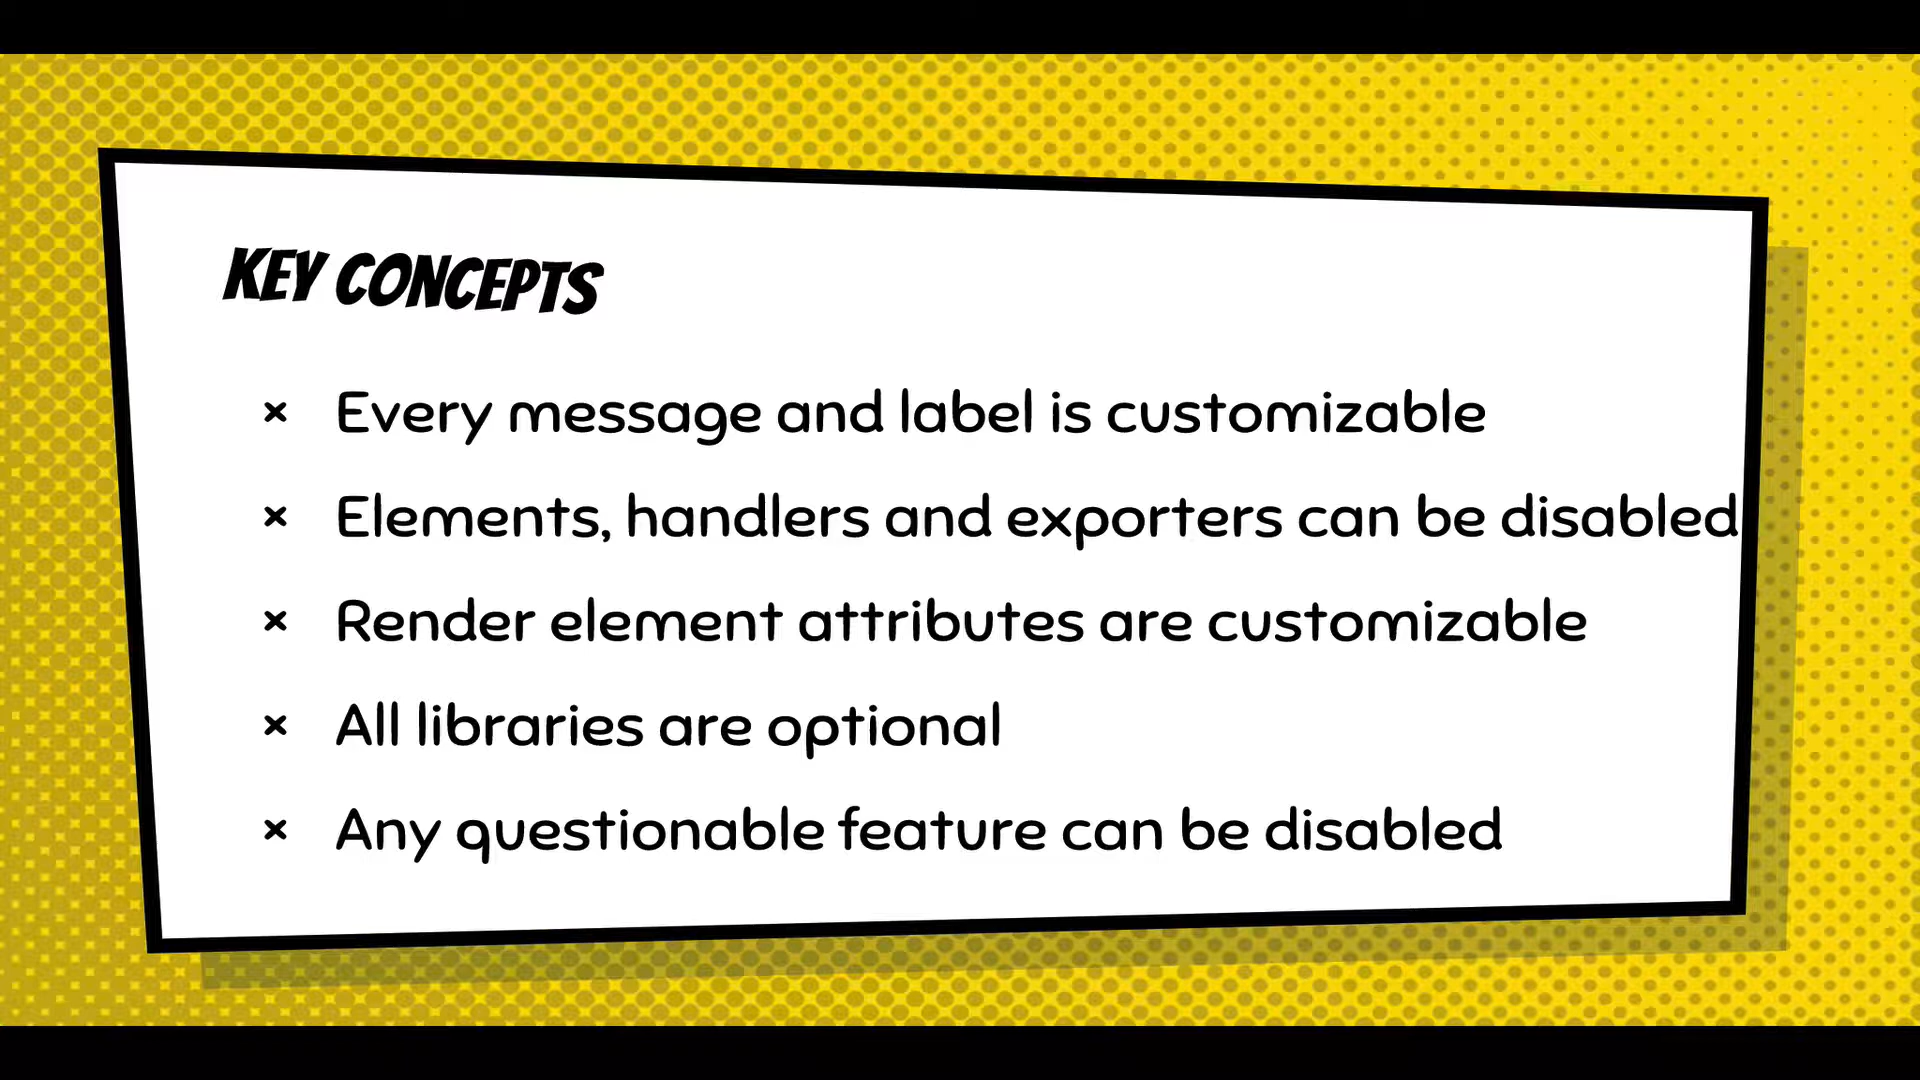 KEY CONCEPTS
× Every message and label is customizable
× Elements, handlers and exporters can be disabled
× Render element attributes are customizable
× All libraries are optional
× Any questionable feature can be disabled